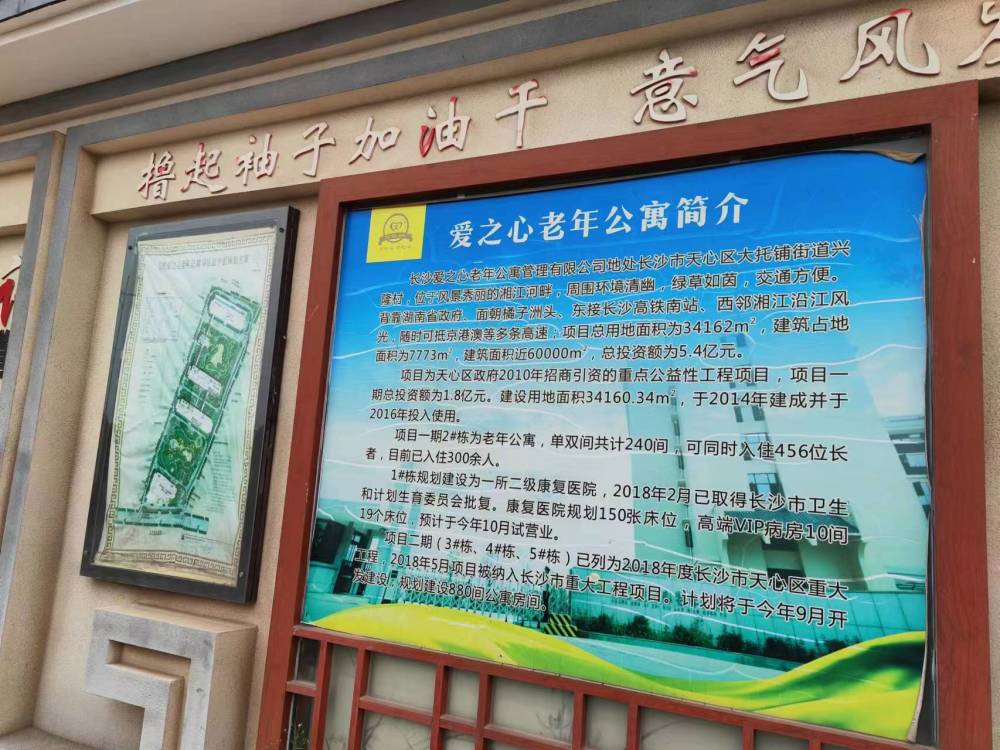 撸起袖子加油干 意气风发
爱之心老年公寓简介
长沙爱之心老年公寓管理有限公司地处长沙市天心区大托铺街道兴
隆村，位于风景秀丽的湘江河畔，周围环境清幽，绿草如茵，交通方便。
背靠湖南省政府、面朝橘子洲头、东接长沙高铁南站、西邻湘江沿江风
光，随时可抵京港澳等多条高速；项目总用地面积为34162m²，建筑占地
面积为7773m²，建筑面积近60000m²，总投资额为5.4亿元。
项目为天心区政府2010年招商引资的重点公益性工程项目，项目一
期总投资额为1.8亿元。建设用地面积34160.34m²，于2014年建成并于
2016年投入使用。
项目一期2#栋为老年公寓，单双间共计240间，可同时入住456位长
者，目前已入住300余人。
1#栋规划建设为一所二级康复医院，2018年2月已取得长沙市卫生
和计划生育委员会批复。康复医院规划150张床位，高端VIP病房10间
19个床位，预计于今年10月试营业。
项目二期（3#栋、4#栋、5#栋）已列为2018年度长沙市天心区重大
工程，2018年5月项目被纳入长沙市重大工程项目。计划将于今年9月开
发建设，规划建设880间公寓房间。